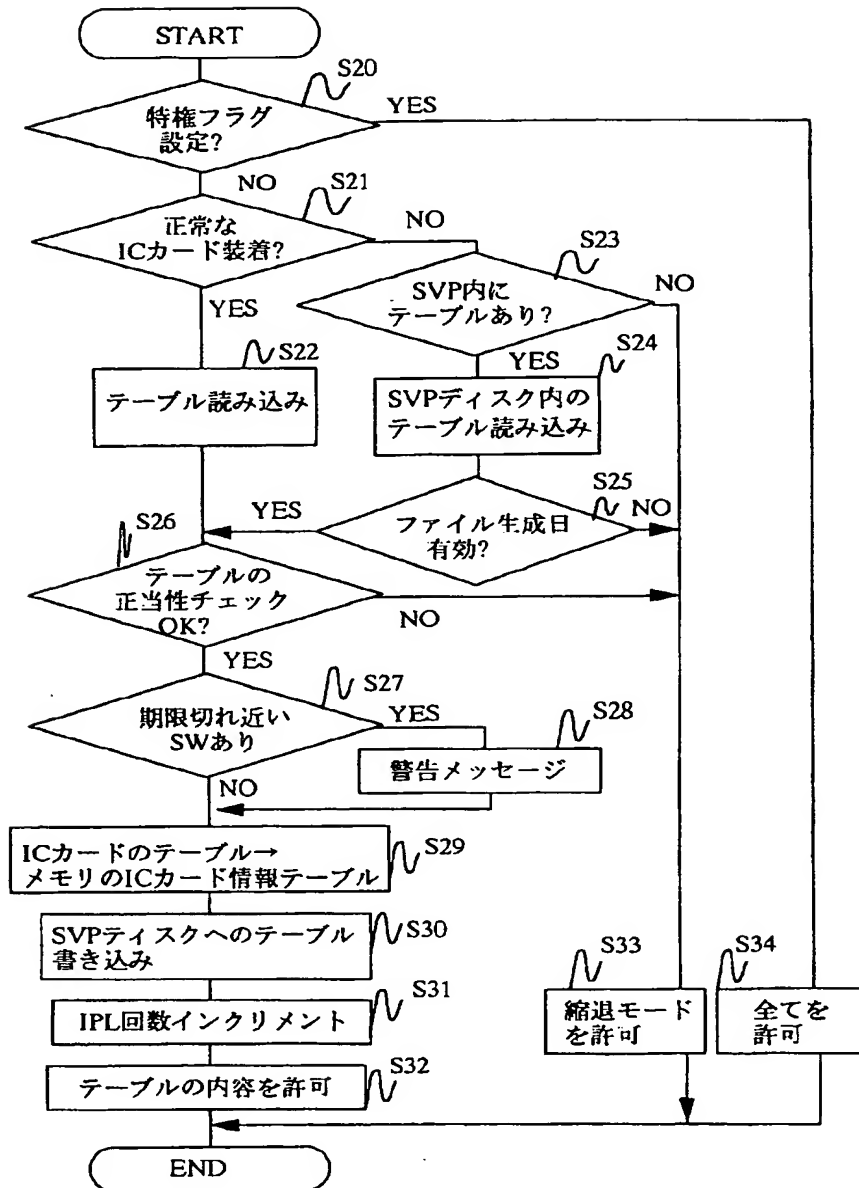 START
S20
特権フラグ
設定?
YES
NO
S21
正常な
ICカード装着?
NO
YES
S23
SVP内に
テーブルあり?
NO
YES
S22
テーブル読み込み
S24
SVPディスク内の
テーブル読み込み
S25
ファイル生成日
有効?
YES
NO
S26
テーブルの
正当性チェック
OK?
NO
YES
S27
期限切れ近い
SWあり
YES
NO
S28
警告メッセージ
S29
ICカードのテーブル→
メモリのICカード情報テーブル
S30
SVPディスクへのテーブル
書き込み
S31
IPL回数インクリメント
S32
テーブルの内容を許可
S33
縮退モード
を許可
S34
全てを
許可
END